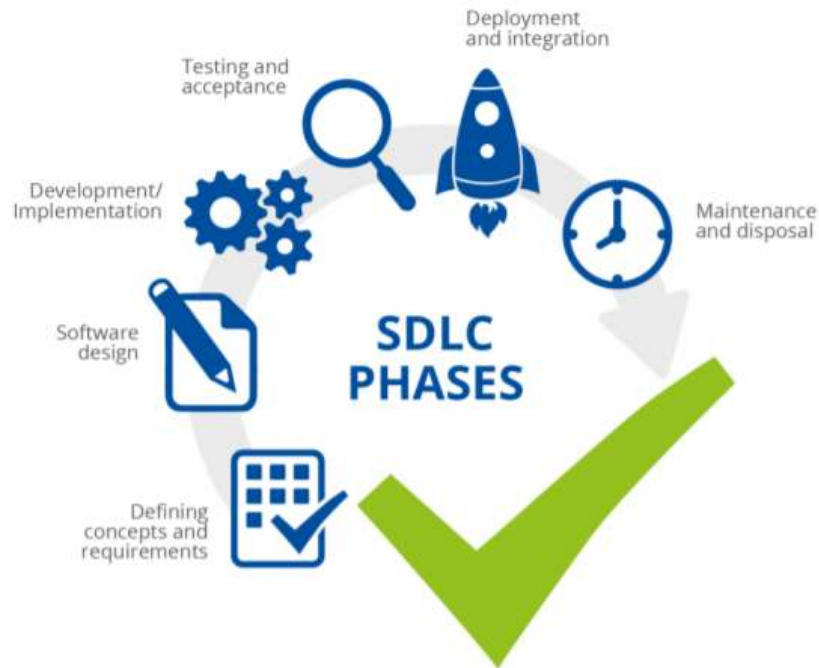 Deployment
and integration
Testing and
acceptance
Development/
Implementation
Maintenance
and disposal
Software
design
SDLC
PHASES
Defining
concepts and
requirements